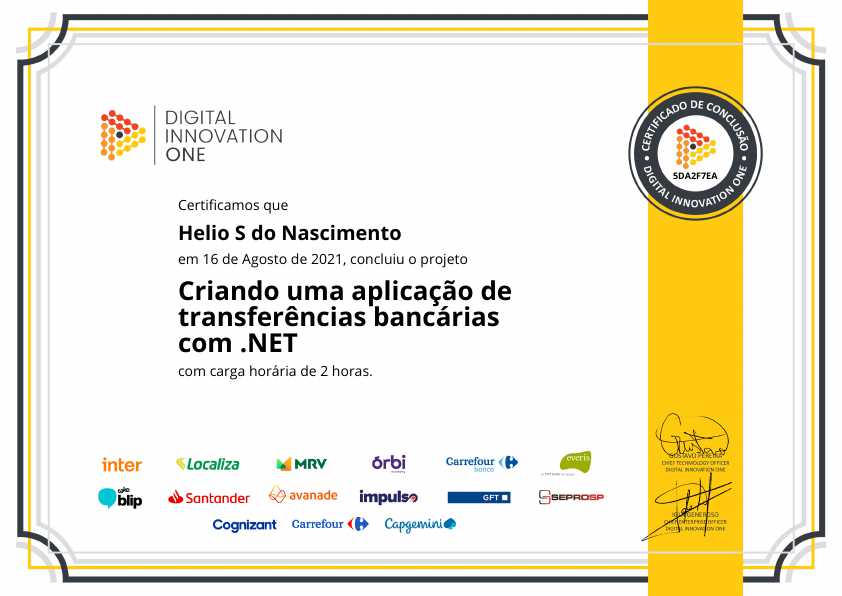 DIGITAL
INNOVATION
ONE
CERTIFICADO DE CONCLUSÃO
5DA2F7EA
DIGITAL INNOVATION ONE
Certificamos que
Helio S do Nascimento
em 16 de Agosto de 2021, concluiu o projeto
Criando uma aplicação de
transferências bancárias
com .NET
com carga horária de 2 horas.
GUSTAVO PEREIRA
CHIEF TECHNOLOGY OFFICER
DIGITAL INNOVATION ONE
inter
Localiza
MRV
órbi
Carrefour
banco
everis
blip
Santander
avanade
impulso
GFT
SEPROSP
GENEROSO
CHIEF ENTERPRISE OFFICER
DIGITAL INNOVATION ONE
Cognizant
Carrefour
Capgemini